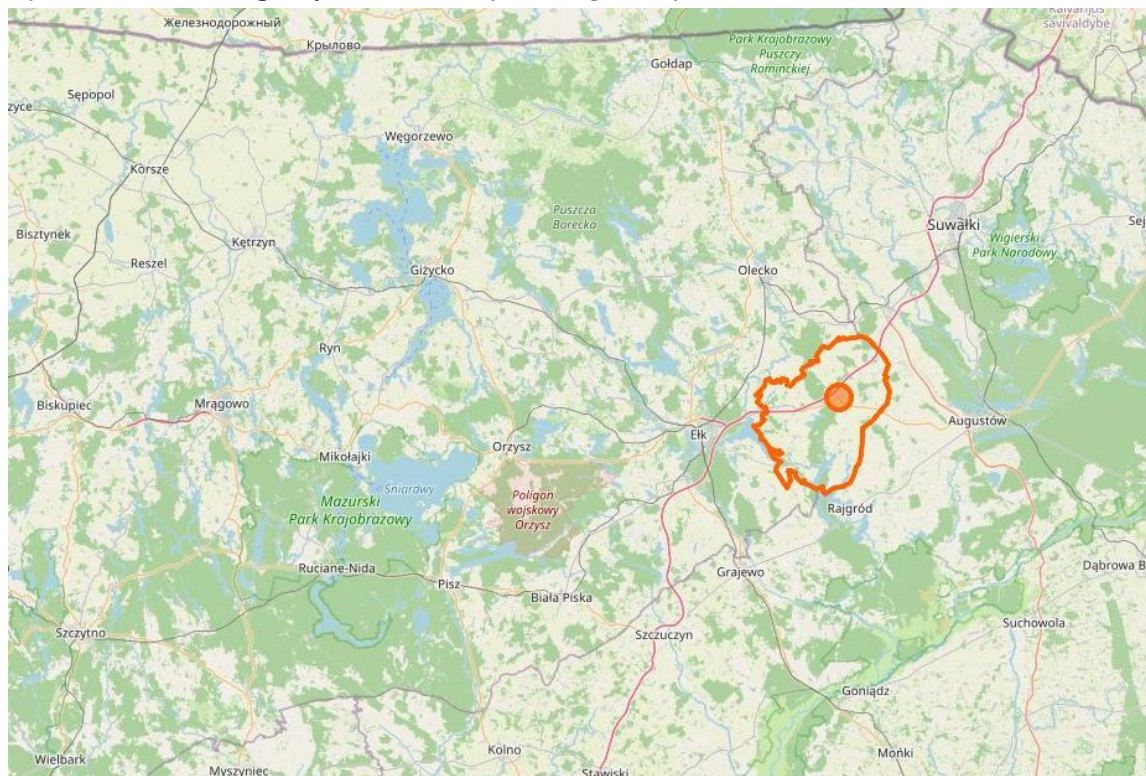 Железнодорожный
Крылово
Kalvarijos
savivaldybė
Park Krajobrazowy
Puszczy
Rominckiej
Gołdap
Sępopol
zyce
Węgorzewo
Korsze
Puszcza
Borecka
Suwałki
Sej
Bisztynek
Kętrzyn
Wigierski
Park Narodowy
Reszel
Giżycko
Olecko
Ryn
Biskupiec
Mrągowo
Augustów
Ełk
Orzysz
Mikołajki
Śniardwy
Mazurski
Park Krajobrazowy
Poligon
wojskowy
Orzysz
Rajgród
Ruciane-Nida
Grajewo
Dąbrowa B
Pisz
Biała Piska
Szczytno
Szczuczyn
Suchowola
Goniądz
Kolno
Mońki
Wielbark
Myszyniec
Stawiski